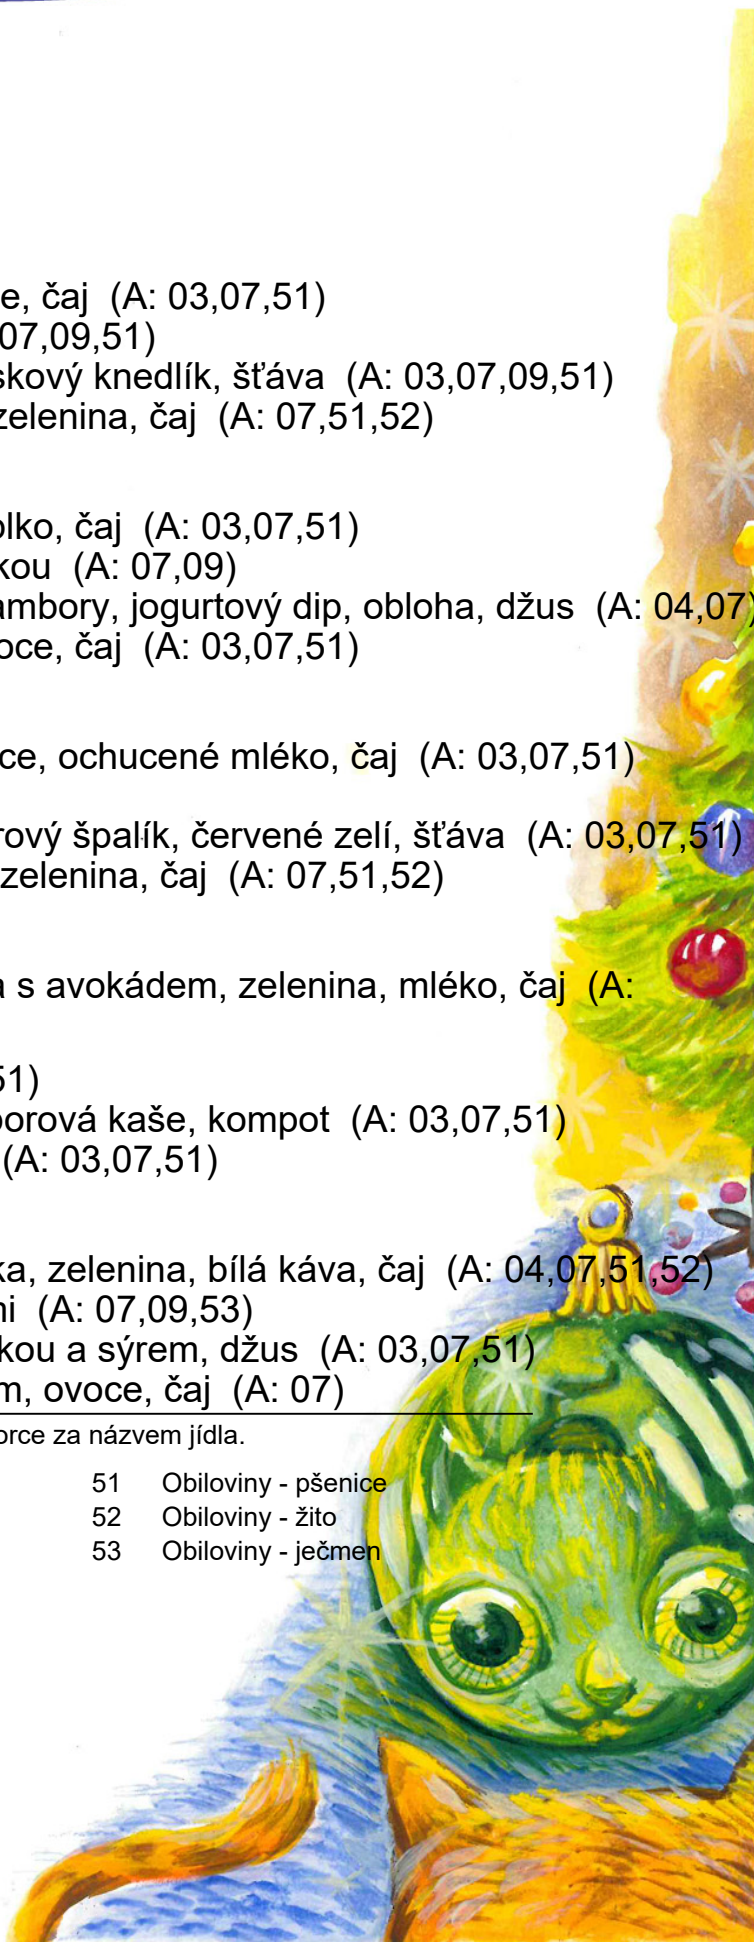 e, čaj (A: 03,07,51)
07,09,51)
skový knedlík, šťáva (A: 03,07,09,51)
zelenina, čaj (A: 07,51,52)
olko, čaj (A: 03,07,51)
kou (A: 07,09)
ambory, jogurtový dip, obloha, džus (A: 04,07)
oce, čaj (A: 03,07,51)
ce, ochucené mléko, čaj (A: 03,07,51)
rový špalík, červené zelí, šťáva (A: 03,07,51)
zelenina, čaj (A: 07,51,52)
a s avokádem, zelenina, mléko, čaj (A:
51)
borová kaše, kompot (A: 03,07,51)
(A: 03,07,51)
ka, zelenina, bílá káva, čaj (A: 04,07,51,52)
ni (A: 07,09,53)
kou a sýrem, džus (A: 03,07,51)
m, ovoce, čaj (A: 07)
orce za názvem jídla.
51 Obiloviny - pšenice
52 Obiloviny - žito
53 Obiloviny - ječmen